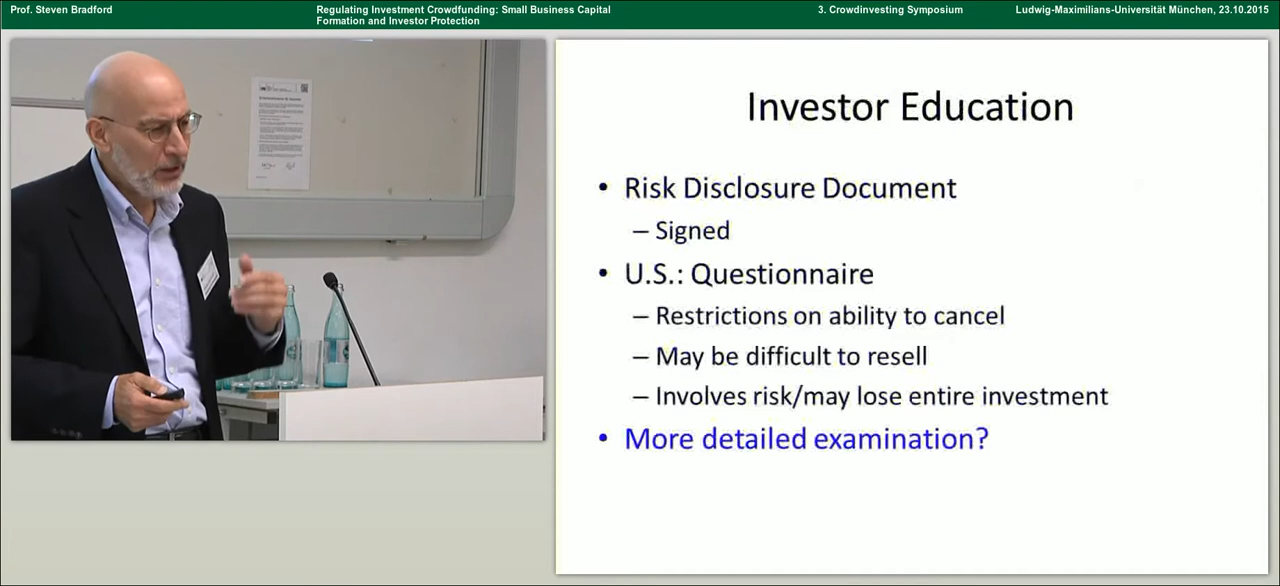 Prof. Steven Bradford
Regulating Investment Crowdfunding: Small Business Capital
Formation and Investor Protection
3. Crowdinvesting Symposium
Ludwig-Maximilians-Universität München, 23.10.2015
Investor Education
• Risk Disclosure Document
– Signed
• U.S.: Questionnaire
– Restrictions on ability to cancel
– May be difficult to resell
– Involves risk/may lose entire investment
• More detailed examination?